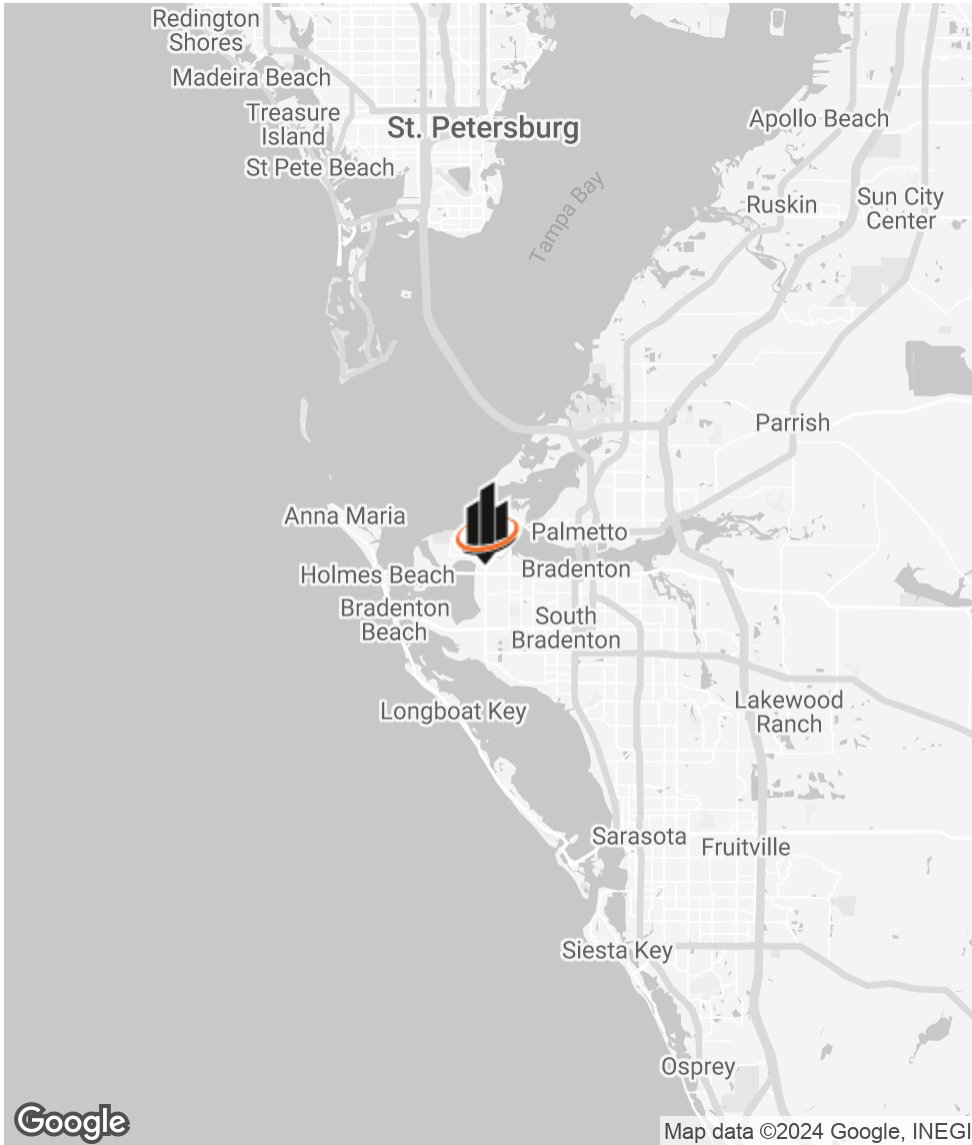 Redington
Shores
Madeira Beach
Treasure
Island
St. Petersburg
Apollo Beach
St Pete Beach
Tampa Bay
Ruskin
Sun City
Center
Parrish
Anna Maria
Palmetto
Holmes Beach
Bradenton
Bradenton
Beach
South
Bradenton
Longboat Key
Lakewood
Ranch
Sarasota
Fruitville
Siesta Key
Osprey
Google
Map data ©2024 Google, INEGI